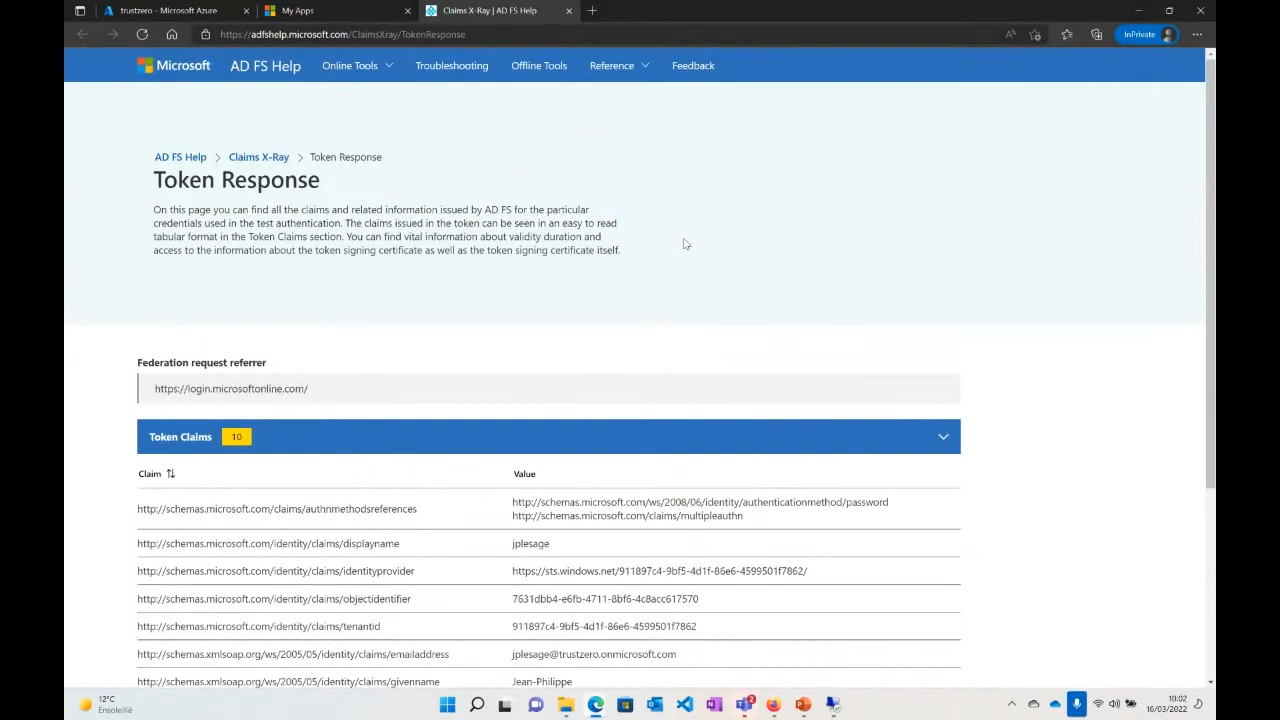 trustzero - Microsoft Azure
My Apps
Claims X-Ray | AD FS Help
https://adfshelp.microsoft.com/ClaimsXray/TokenResponse
InPrivate
Microsoft
AD FS Help
Online Tools
Troubleshooting
Offline Tools
Reference
Feedback
AD FS Help > Claims X-Ray > Token Response
Token Response
On this page you can find all the claims and related information issued by AD FS for the particular
credentials used in the test authentication. The claims issued in the token can be seen in an easy to read
tabular format in the Token Claims section. You can find vital information about validity duration and
access to the information about the token signing certificate as well as the token signing certificate itself.
Federation request referrer
https://login.microsoftonline.com/
Token Claims 10
Claim Value
http://schemas.microsoft.com/claims/authnmethodsreferences
http://schemas.microsoft.com/ws/2008/06/identity/authenticationmethod/password
http://schemas.microsoft.com/claims/multipleauthn
http://schemas.microsoft.com/identity/claims/displayname jplesage
http://schemas.microsoft.com/identity/claims/identityprovider https://sts.windows.net/911897c4-9bf5-4d1f-86e6-4599501f7862/
http://schemas.microsoft.com/identity/claims/objectidentifier 7631dbb4-e6fb-4711-8bf6-4c8acc617570
http://schemas.microsoft.com/identity/claims/tenantid 911897c4-9bf5-4d1f-86e6-4599501f7862
http://schemas.xmlsoap.org/ws/2005/05/identity/claims/emailaddress jplesage@trustzero.onmicrosoft.com
http://schemas.xmlsoap.org/ws/2005/05/identity/claims/givenname Jean-Philippe
12°C
Ensoleillé
2
10:02
16/03/2022